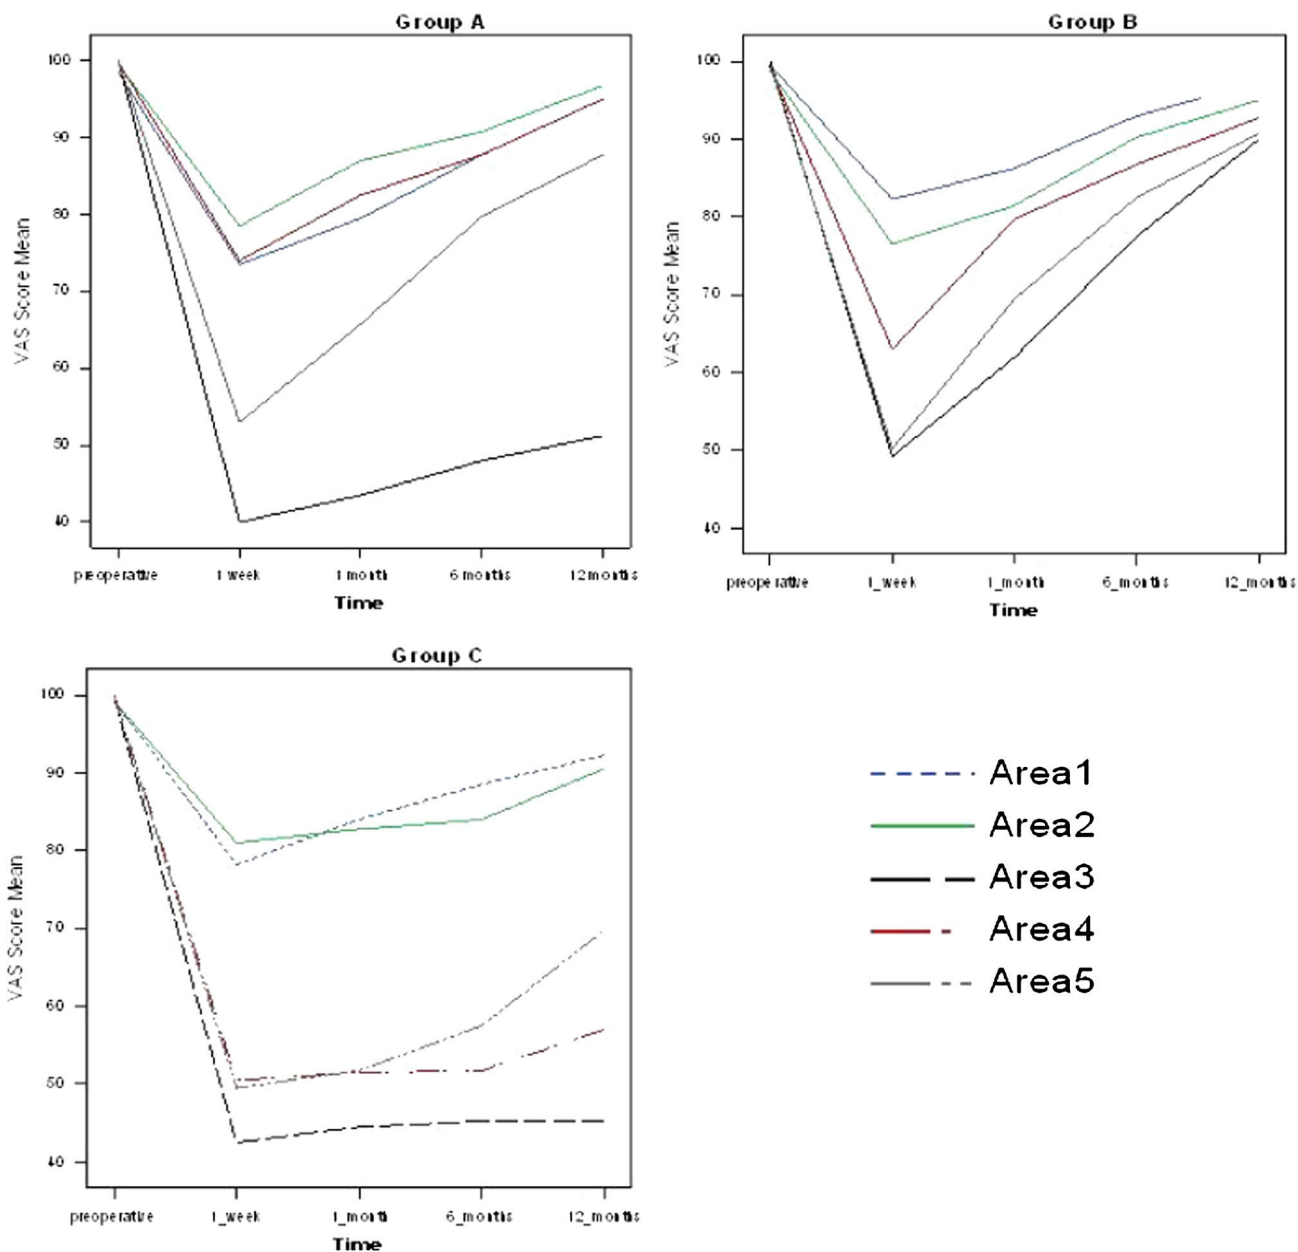 Group A
100
90
80
70
60
50
40
VAS Score Mean
preoperative 1 week 1 month 6 months 12 months
Time
Group B
100
90
80
70
60
50
40
VAS Score Mean
preoperative 1_week 1_month 6_months 12_months
Time
Group C
100
90
80
70
60
50
40
VAS Score Mean
preoperative 1_week 1_month 6_months 12_months
Time
Area1
Area2
Area3
Area4
Area5